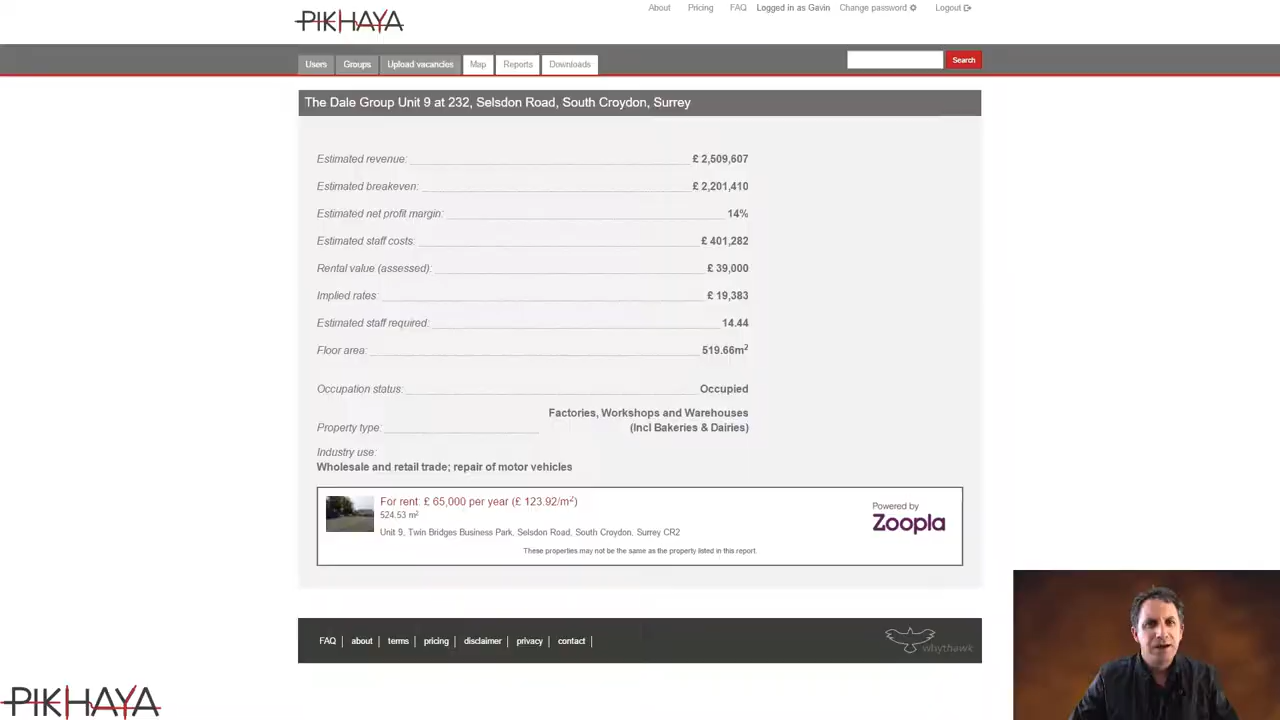 PIKHAYA
About Pricing FAQ Logged in as Gavin Change password Logout
Users Groups Upload vacancies Map Reports Downloads Search
The Dale Group Unit 9 at 232, Selsdon Road, South Croydon, Surrey
Estimated revenue: £ 2,509,607
Estimated breakeven: £ 2,201,410
Estimated net profit margin: 14%
Estimated staff costs: £ 401,282
Rental value (assessed): £ 39,000
Implied rates: £ 19,383
Estimated staff required: 14.44
Floor area: 519.66m²
Occupation status: Occupied
Factories, Workshops and Warehouses
Property type: (Incl Bakeries & Dairies)
Industry use:
Wholesale and retail trade; repair of motor vehicles
For rent: £ 65,000 per year (£ 123.92/m²)
524.53 m²
Unit 9, Twin Bridges Business Park, Selsdon Road, South Croydon, Surrey CR2
Powered by
Zoopla
These properties may not be the same as the property listed in this report.
FAQ | about | terms | pricing | disclaimer | privacy | contact |
whythawk
PIKHAYA